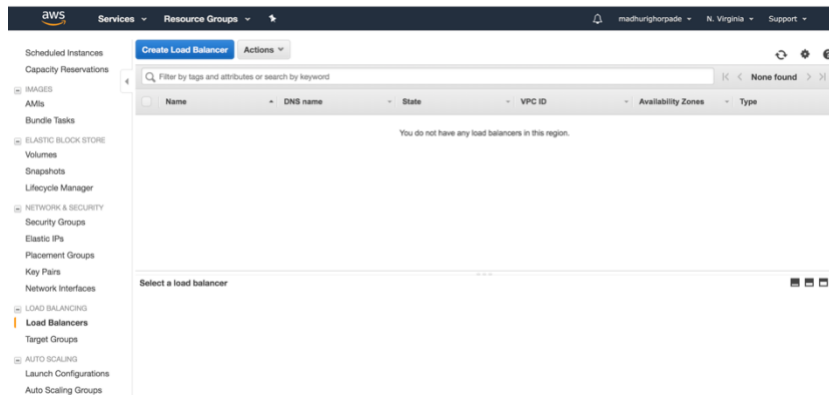 aws Services Resource Groups madhurighorpade N. Virginia Support
Scheduled Instances
Capacity Reservations
IMAGES
AMIs
Bundle Tasks
ELASTIC BLOCK STORE
Volumes
Snapshots
Lifecycle Manager
NETWORK & SECURITY
Security Groups
Elastic IPs
Placement Groups
Key Pairs
Network Interfaces
LOAD BALANCING
Load Balancers
Target Groups
AUTO SCALING
Launch Configurations
Auto Scaling Groups
Create Load Balancer Actions
Filter by tags and attributes or search by keyword None found
Name DNS name State VPC ID Availability Zones Type
You do not have any load balancers in this region.
Select a load balancer